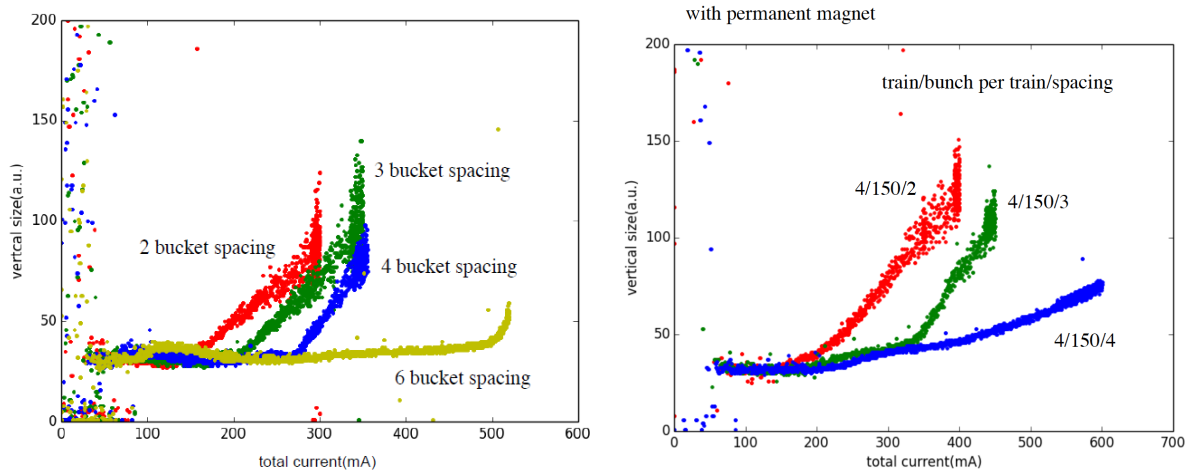 200
150
100
50
0
0 100 200 300 400 500 600
vertcal size(a.u.)
total current(mA)
2 bucket spacing
3 bucket spacing
4 bucket spacing
6 bucket spacing
with permanent magnet
200
150
100
50
0
0 100 200 300 400 500 600 700
vertical size(a.u.)
total current(mA)
train/bunch per train/spacing
4/150/2
4/150/3
4/150/4